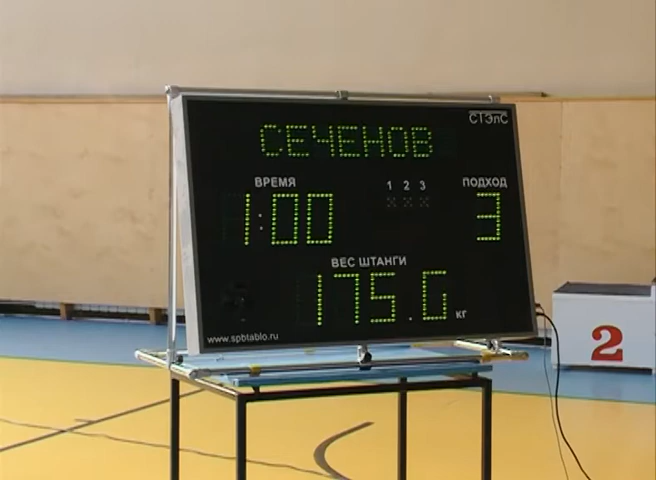 СТЭлС
СЕЧЕНОВ
ВРЕМЯ
1 2 3
ПОДХОД
1:00
3
ВЕС ШТАНГИ
175.0 кг
www.spbtablo.ru
2